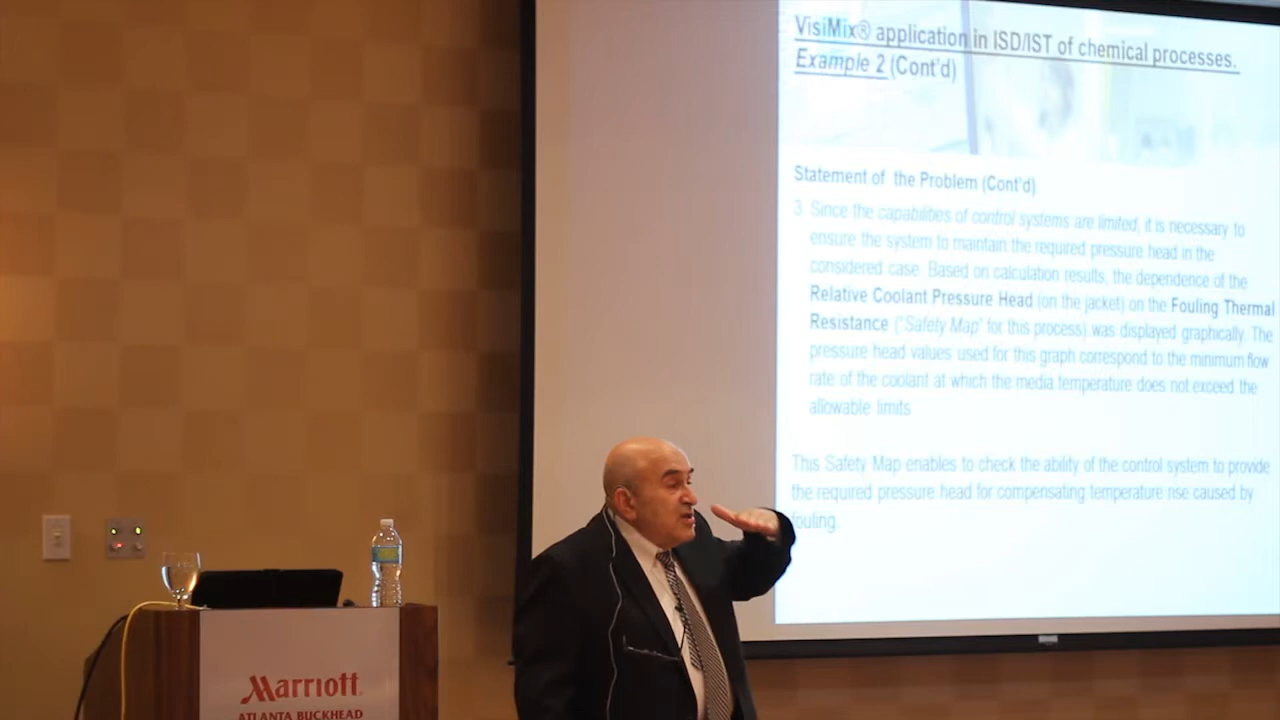 VisiMix® application in ISD/IST of chemical processes.
Example 2 (Cont'd)
Statement of the Problem (Cont'd)
3 Since the capabilities of control systems are limited, it is necessary to
ensure the system to maintain the required pressure head in the
considered case. Based on calculation results, the dependence of the
Relative Coolant Pressure Head (on the jacket) on the Fouling Thermal
Resistance ("Safety Map" for this process) was displayed graphically. The
pressure head values used for this graph correspond to the minimum flow
rate of the coolant at which the media temperature does not exceed the
allowable limits
This Safety Map enables to check the ability of the control system to provide
the required pressure head for compensating temperature rise caused by
fouling.
Marriott
ATLANTA BUCKHEAD